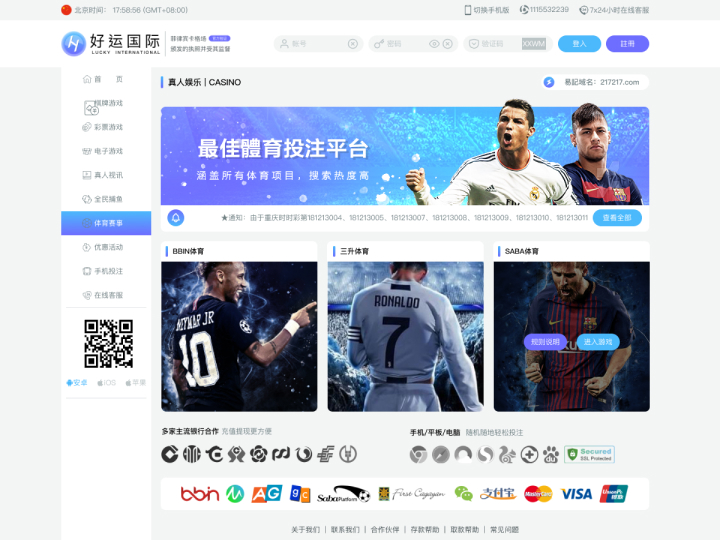 北京时间： 17:58:56 (GMT+08:00)
切换手机版
1115532239
7x24小时在线客服
好运国际
LUCKY INTERNATIONAL
菲律宾卡格场
颁发的执照并受其监督
账号
密码
验证码
XXWM
登入
註冊
首 页
棋牌游戏
彩票游戏
电子游戏
真人视讯
全民捕鱼
体育赛事
优惠活动
手机投注
在线客服
安卓
IOS
苹果
真人娱乐 | CASINO
易記域名：217217.com
最佳體育投注平台
涵盖所有体育项目，搜索热度高
★通知：由于重庆时时彩第181213004、181213005、181213007、181213008、181213009、181213010、181213011
查看全部
BBIN体育
三升体育
SABA体育
NEYMAR JR
10
RONALDO
7
规则说明
进入游戏
多家主流银行合作 充值提现更方便
手机/平板/电脑 随机随地轻松投注
Secured
SSL Protected
bbin
AG
gc
Saba Platform
First Cagayan
支付宝
MasterCard
VISA
UnionPay
关于我们 | 联系我们 | 合作伙伴 | 存款帮助 | 取款帮助 | 常见问题